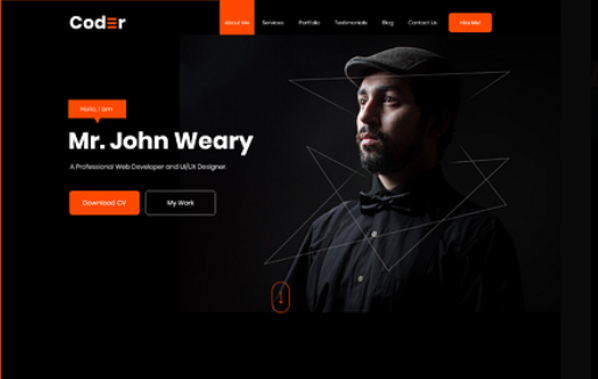 Coder
About Me Services Portfolio Testimonials Blog Contact Us Hire Me!
Hello, I am
Mr. John Weary
A Professional Web Developer and UI/UX Designer.
Download CV My Work